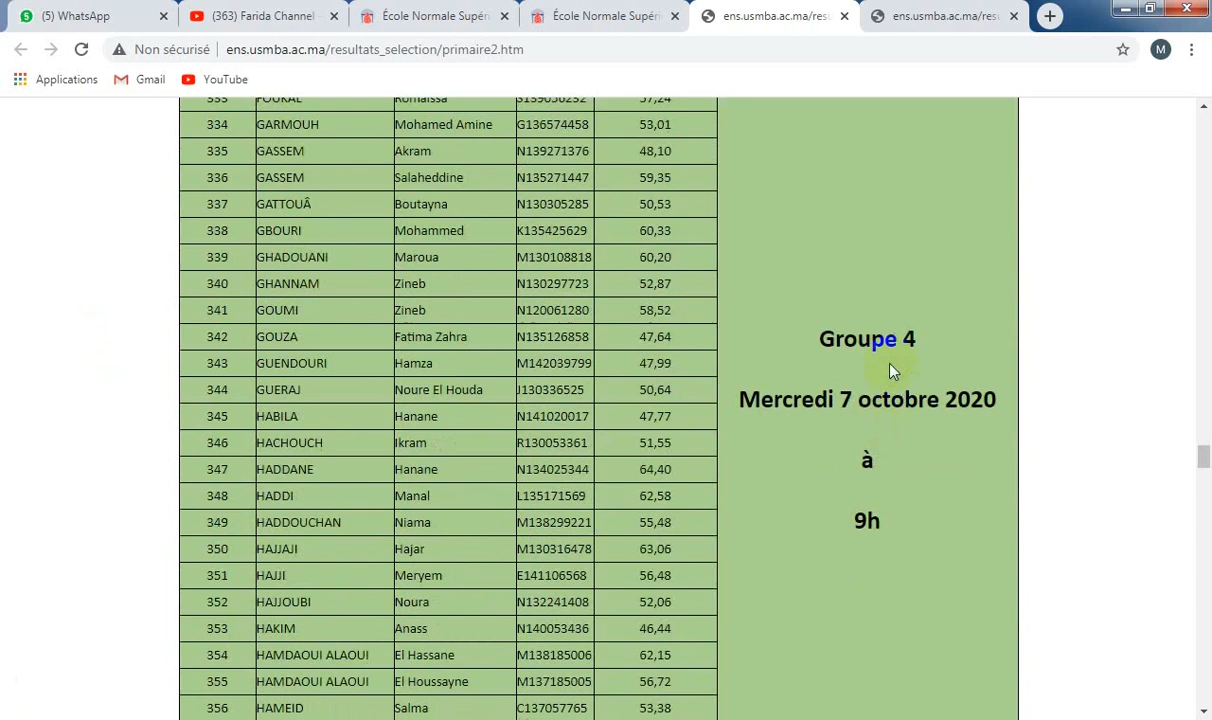 (5) WhatsApp
(363) Farida Channel -
École Normale Supér
École Normale Supér
ens.usmba.ac.ma/resu
ens.usmba.ac.ma/resu
Non sécurisé
ens.usmba.ac.ma/resultats_selection/primaire2.htm
M
Applications Gmail YouTube
334 GARMOUH Mohamed Amine G136574458 53,01
335 GASSEM Akram N139271376 48,10
336 GASSEM Salaheddine N135271447 59,35
337 GATTOUÂ Boutayna N130305285 50,53
338 GBOURI Mohammed K135425629 60,33
339 GHADOUANI Maroua M130108818 60,20
340 GHANNAM Zineb N130297723 52,87
341 GOUMI Zineb N120061280 58,52
342 GOUZA Fatima Zahra N135126858 47,64
343 GUENDOURI Hamza M142039799 47,99
344 GUERAJ Noure El Houda J130336525 50,64
345 HABILA Hanane N141020017 47,77
346 HACHOUCH Ikram R130053361 51,55
347 HADDANE Hanane N134025344 64,40
348 HADDI Manal L135171569 62,58
349 HADDOUCHAN Niama M138299221 55,48
350 HAJJAJI Hajar M130316478 63,06
351 HAJJI Meryem E141106568 56,48
352 HAJJOUBI Noura N132241408 52,06
353 HAKIM Anass N140053436 46,44
354 HAMDAOUI ALAOUI El Hassane M138185006 62,15
355 HAMDAOUI ALAOUI El Houssayne M137185005 56,72
356 HAMEID Salma C137057765 53,38
Groupe 4
Mercredi 7 octobre 2020
à
9h